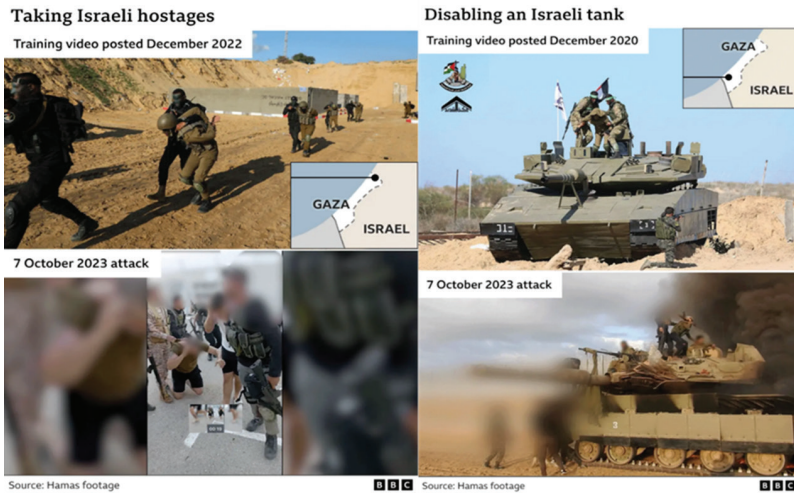 Taking Israeli hostages
Training video posted December 2022
GAZA
ISRAEL
7 October 2023 attack
Source: Hamas footage
BBC
Disabling an Israeli tank
Training video posted December 2020
GAZA
ISRAEL
7 October 2023 attack
3
Source: Hamas footage
BBC